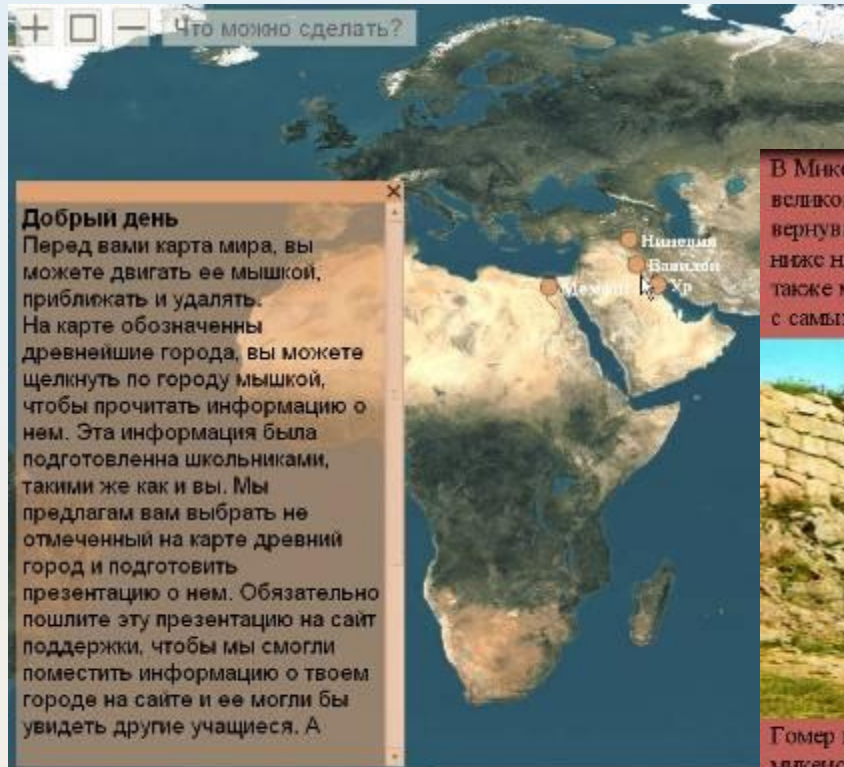 Что можно сделать?
Добрый день
Перед вами карта мира, вы
можете двигать ее мышкой,
приближать и удалять.
На карте обозначенны
древнейшие города, вы можете
щелкнуть по городу мышкой,
чтобы прочитать информацию о
нем. Эта информация была
подготовленна школьниками,
такими же как и вы. Мы
предлагам вам выбрать не
отмеченный на карте древний
город и подготовить
презентацию о нем. Обязательно
пошлите эту презентацию на сайт
поддержки, чтобы мы смогли
поместить информацию о твоем
городе на сайте и ее могли бы
увидеть другие учащиеся. А
Ниневия
Вавилон
Ур
В
ниже
также
с
Гомер